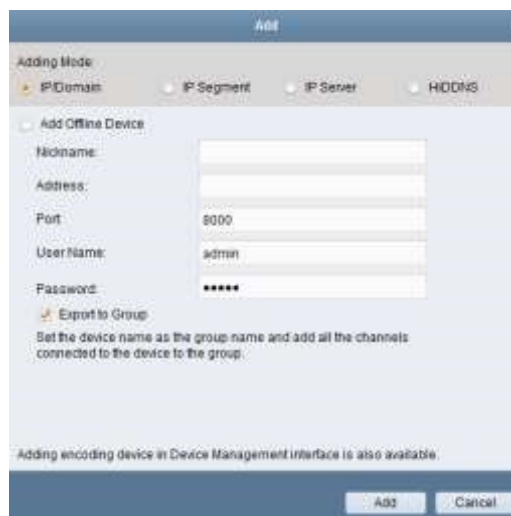 Add
Adding Mode:
IP/Domain IP Segment IP Server HiDDNS
Add Offline Device
Nickname:
Address:
Port: 8000
User Name: admin
Password: •••••
Export to Group
Set the device name as the group name and add all the channels
connected to the device to the group.
Adding encoding device in Device Management interface is also available.
Add Cancel